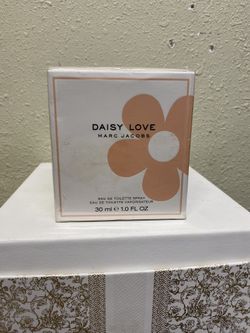 DAISY LOVE
MARC JACOBS
EAU DE TOILETTE SPRAY
EAU DE TOILETTE VAPORISATEUR
30 ml ℮ 1.0 FL OZ